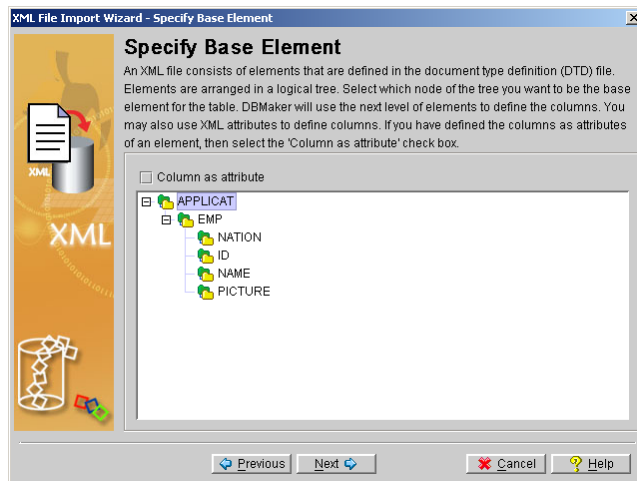 XML File Import Wizard - Specify Base Element
Specify Base Element
An XML file consists of elements that are defined in the document type definition (DTD) file.
Elements are arranged in a logical tree. Select which node of the tree you want to be the base
element for the table. DBMaker will use the next level of elements to define the columns. You
may also use XML attributes to define columns. If you have defined the columns as attributes
of an element, then select the 'Column as attribute' check box.
XML
XML
Column as attribute
APPLICAT
EMP
NATION
ID
NAME
PICTURE
Previous Next Cancel Help